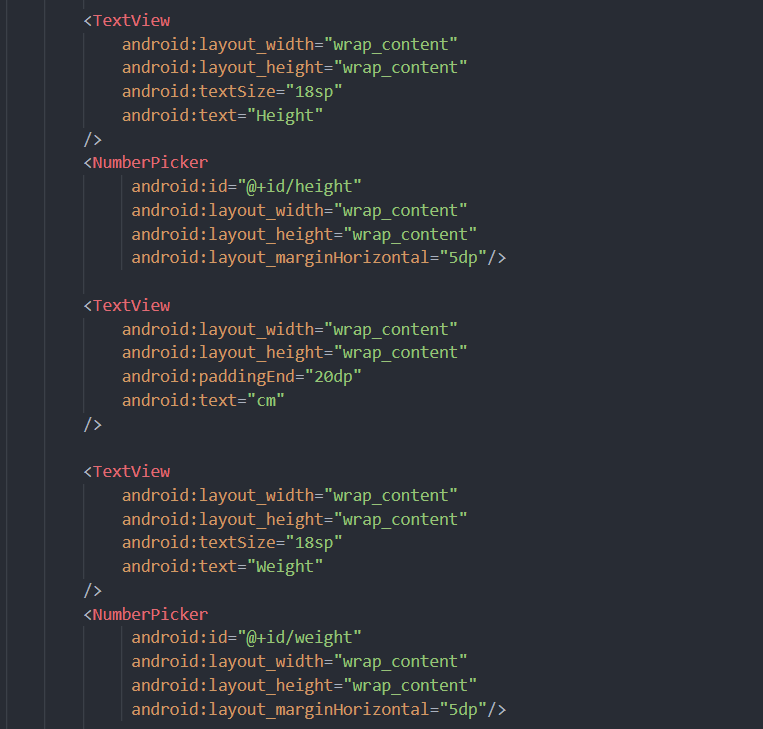 <TextView
android:layout_width="wrap_content"
android:layout_height="wrap_content"
android:textSize="18sp"
android:text="Height"
/>
<NumberPicker
android:id="@+id/height"
android:layout_width="wrap_content"
android:layout_height="wrap_content"
android:layout_marginHorizontal="5dp"/>
<TextView
android:layout_width="wrap_content"
android:layout_height="wrap_content"
android:paddingEnd="20dp"
android:text="cm"
/>
<TextView
android:layout_width="wrap_content"
android:layout_height="wrap_content"
android:textSize="18sp"
android:text="Weight"
/>
<NumberPicker
android:id="@+id/weight"
android:layout_width="wrap_content"
android:layout_height="wrap_content"
android:layout_marginHorizontal="5dp"/>